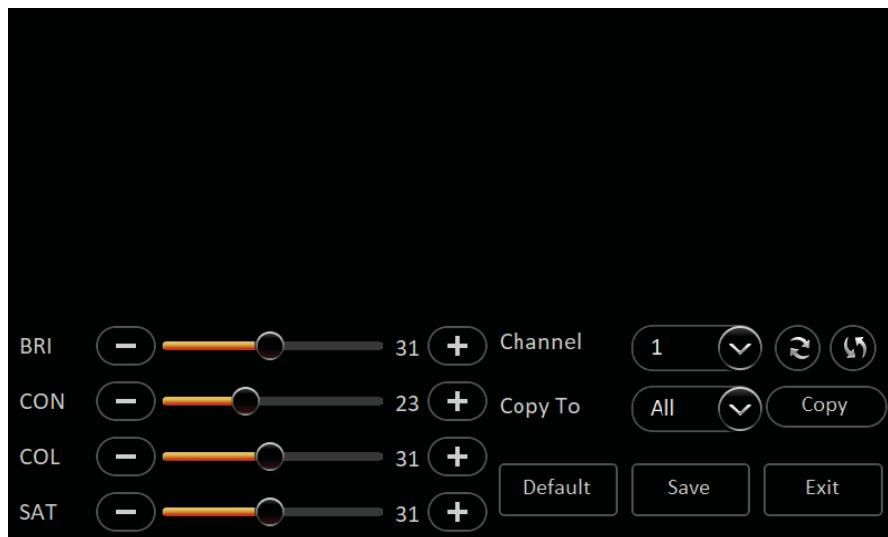 BRI 31 Channel 1
CON 23 Copy To All Copy
COL 31
Default Save Exit
SAT 31